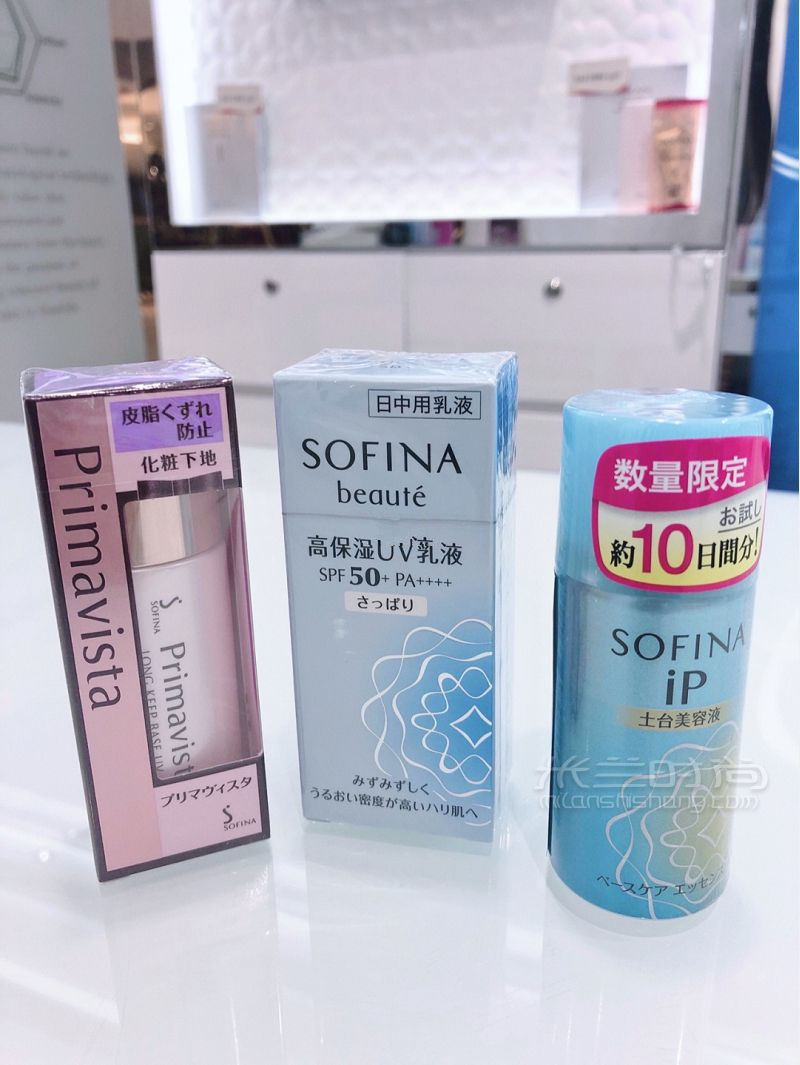 皮脂くずれ
防止
化粧下地
Primavista
SOFINA
Primavist
LONG KEEP BASE UV
プリマヴィスタ
SOFINA
日中用乳液
SOFINA
beauté
高保湿UV乳液
SPF 50+ PA++++
さっぱり
みずみずしく
うるおい密度が高いハリ肌へ
数量限定
お試し
約10日間分!
SOFINA
iP
土台美容液
ベースケア エッセンス
米兰时尚
milanshishang.com